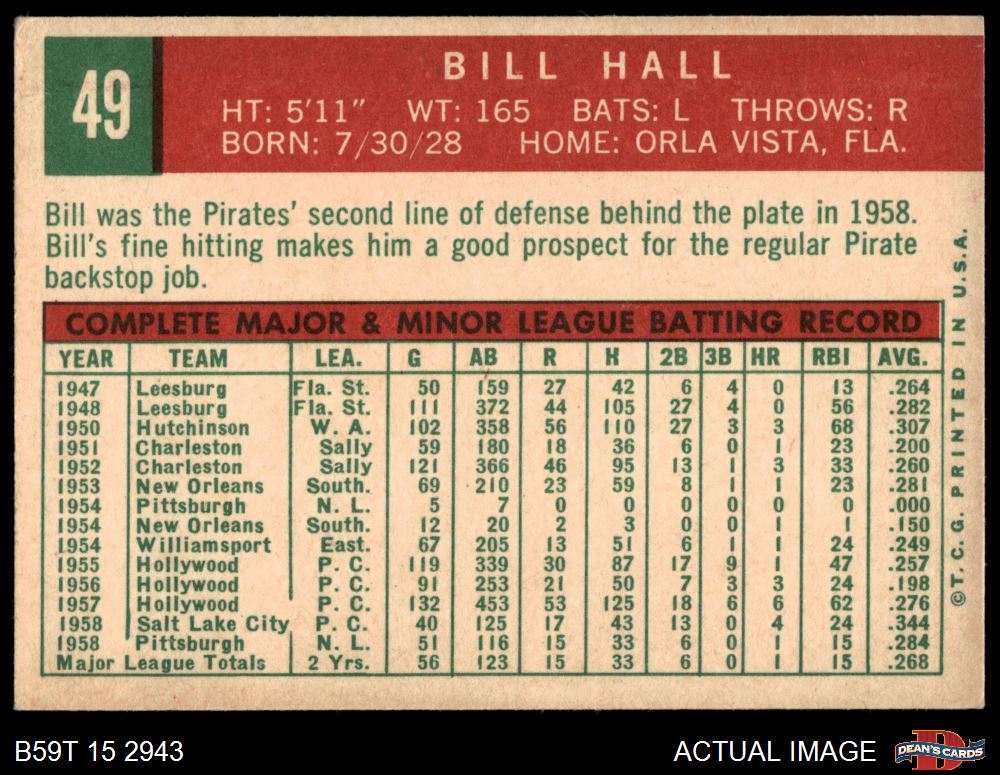 49
BILL HALL
HT: 5'11" WT: 165 BATS: L THROWS: R
BORN: 7/30/28 HOME: ORLA VISTA, FLA.
Bill was the Pirates' second line of defense behind the plate in 1958.
Bill's fine hitting makes him a good prospect for the regular Pirate
backstop job.
COMPLETE MAJOR & MINOR LEAGUE BATTING RECORD
YEAR TEAM LEA. G AB R H 2B 3B HR RBI AVG.
1947 Leesburg Fla. St. 50 159 27 42 6 4 0 13 .264
1948 Leesburg Fla. St. 111 372 44 105 27 4 0 56 .282
1950 Hutchinson W. A. 102 358 56 110 27 3 3 68 .307
1951 Charleston Sally 59 180 18 36 6 0 1 23 .200
1952 Charleston Sally 121 366 46 95 13 1 3 33 .260
1953 New Orleans South. 69 210 23 59 8 1 1 23 .281
1954 Pittsburgh N. L. 5 7 0 0 0 0 0 0 .000
1954 New Orleans South. 12 20 2 3 0 0 1 1 .150
1954 Williamsport East. 67 205 13 51 6 1 1 24 .249
1955 Hollywood P. C. 119 339 30 87 17 9 1 47 .257
1956 Hollywood P. C. 91 253 21 50 7 3 3 24 .198
1957 Hollywood P. C. 132 453 53 125 18 6 6 62 .276
1958 Salt Lake City P. C. 40 125 17 43 13 0 4 24 .344
1958 Pittsburgh N. L. 51 116 15 33 6 0 1 15 .284
Major League Totals 2 Yrs. 56 123 15 33 6 0 1 15 .268
©T. C. G. PRINTED IN U.S.A.
B59T 15 2943
ACTUAL IMAGE
D
DEAN'S CARDS